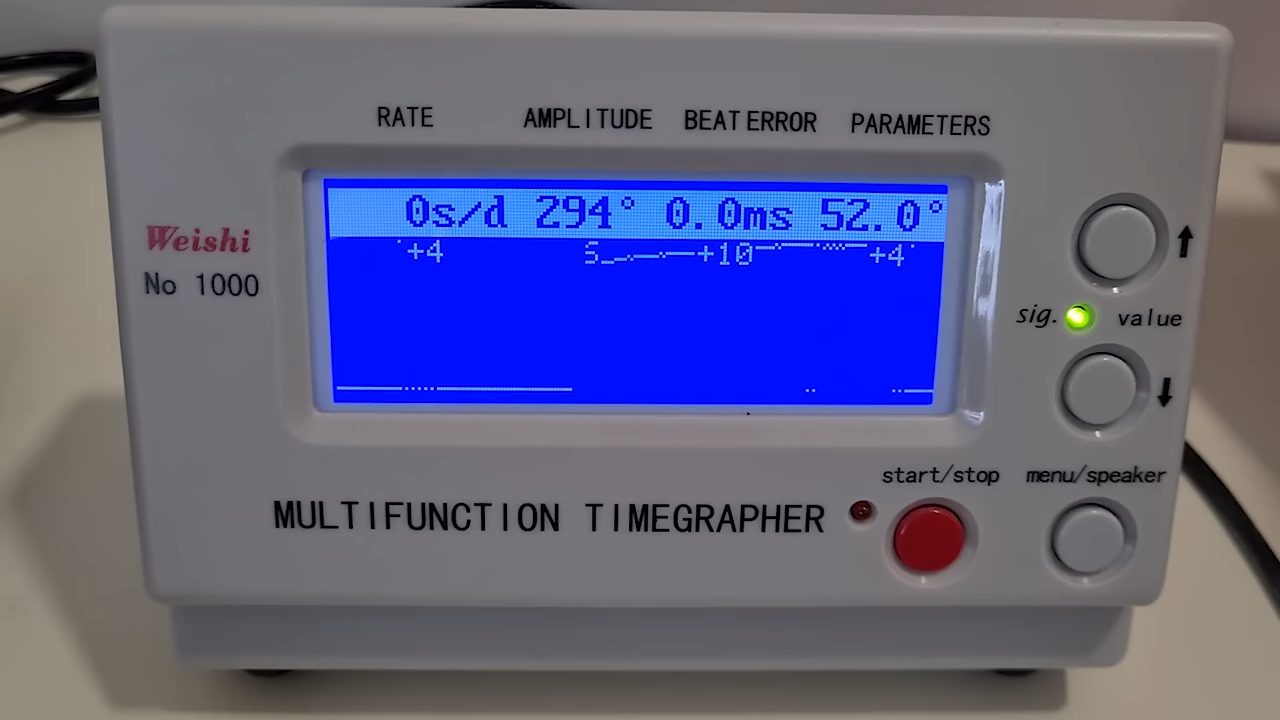 RATE AMPLITUDE BEAT ERROR PARAMETERS
0s/d 294° 0.0ms 52.0°
+4 S +10 +4
Weishi
No 1000
sig. value
start/stop menu/speaker
MULTIFUNCTION TIMEGRAPHER